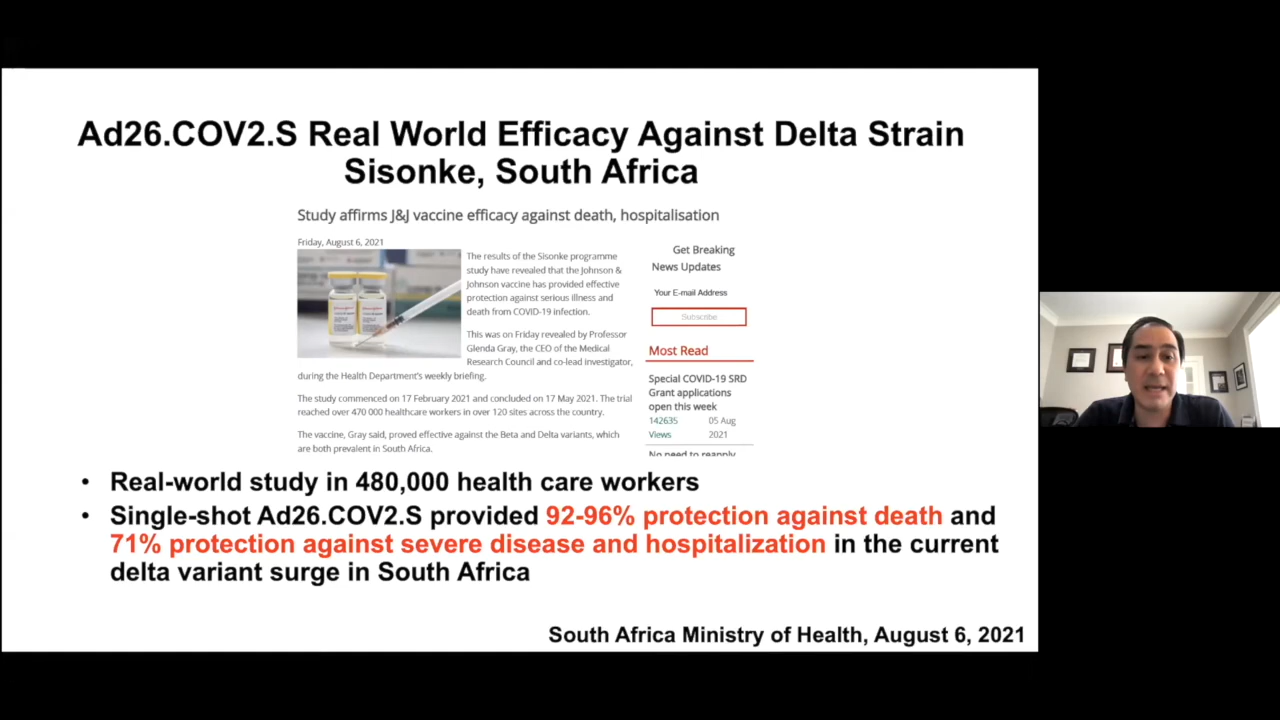 Ad26.COV2.S Real World Efficacy Against Delta Strain
Sisonke, South Africa
Study affirms J&J vaccine efficacy against death, hospitalisation
Friday, August 6, 2021
The results of the Sisonke programme
study have revealed that the Johnson &
Johnson vaccine has provided effective
protection against serious illness and
death from COVID-19 infection.
This was on Friday revealed by Professor
Glenda Gray, the CEO of the Medical
Research Council and co-lead investigator,
during the Health Department's weekly briefing.
The study commenced on 17 February 2021 and concluded on 17 May 2021. The trial
reached over 470 000 healthcare workers in over 120 sites across the country.
The vaccine, Gray said, proved effective against the Beta and Delta variants, which
are both prevalent in South Africa.
Get Breaking
News Updates
Your E-mail Address
Subscribe
Most Read
Special COVID-19 SRD
Grant applications
open this week
142635 05 Aug
Views 2021
No need to reapply
• Real-world study in 480,000 health care workers
• Single-shot Ad26.COV2.S provided 92-96% protection against death and
71% protection against severe disease and hospitalization in the current
delta variant surge in South Africa
South Africa Ministry of Health, August 6, 2021